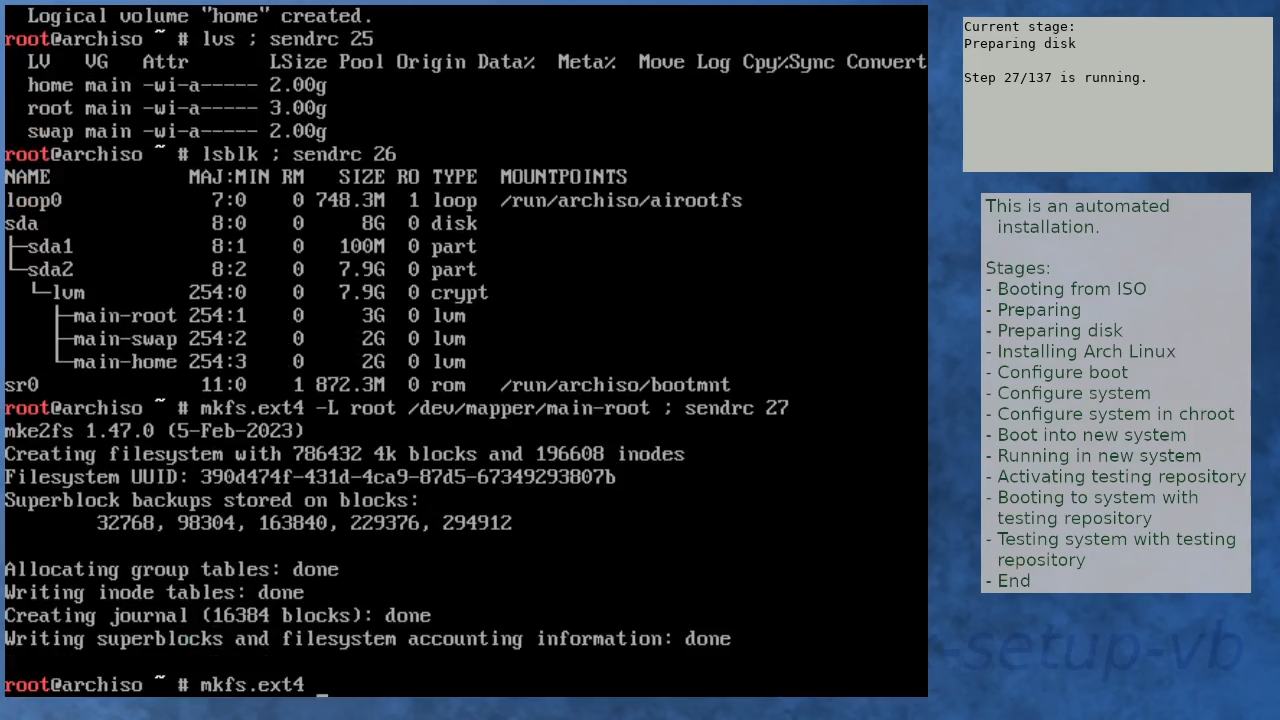 Logical volume "home" created.
root@archiso ~ # lvs ; sendrc 25
LV   VG   Attr       LSize Pool Origin Data%  Meta%  Move Log Cpy%Sync Convert
home main -wi-a----- 2.00g
root main -wi-a----- 3.00g
swap main -wi-a----- 2.00g
root@archiso ~ # lsblk ; sendrc 26
NAME            MAJ:MIN RM   SIZE RO TYPE  MOUNTPOINTS
loop0             7:0    0 748.3M  1 loop  /run/archiso/airootfs
sda               8:0    0     8G  0 disk
├─sda1            8:1    0   100M  0 part
└─sda2            8:2    0   7.9G  0 part
  └─lvm         254:0    0   7.9G  0 crypt
    ├─main-root 254:1    0     3G  0 lvm
    ├─main-swap 254:2    0     2G  0 lvm
    └─main-home 254:3    0     2G  0 lvm
sr0              11:0    1 872.3M  0 rom   /run/archiso/bootmnt
root@archiso ~ # mkfs.ext4 -L root /dev/mapper/main-root ; sendrc 27
mke2fs 1.47.0 (5-Feb-2023)
Creating filesystem with 786432 4k blocks and 196608 inodes
Filesystem UUID: 390d474f-431d-4ca9-87d5-67349293807b
Superblock backups stored on blocks:
32768, 98304, 163840, 229376, 294912
Allocating group tables: done
Writing inode tables: done
Creating journal (16384 blocks): done
Writing superblocks and filesystem accounting information: done
root@archiso ~ # mkfs.ext4 _
Current stage:
Preparing disk
Step 27/137 is running.
This is an automated
installation.
Stages:
- Booting from ISO
- Preparing
- Preparing disk
- Installing Arch Linux
- Configure boot
- Configure system
- Configure system in chroot
- Boot into new system
- Running in new system
- Activating testing repository
- Booting to system with
testing repository
- Testing system with testing
repository
- End
-setup-vb